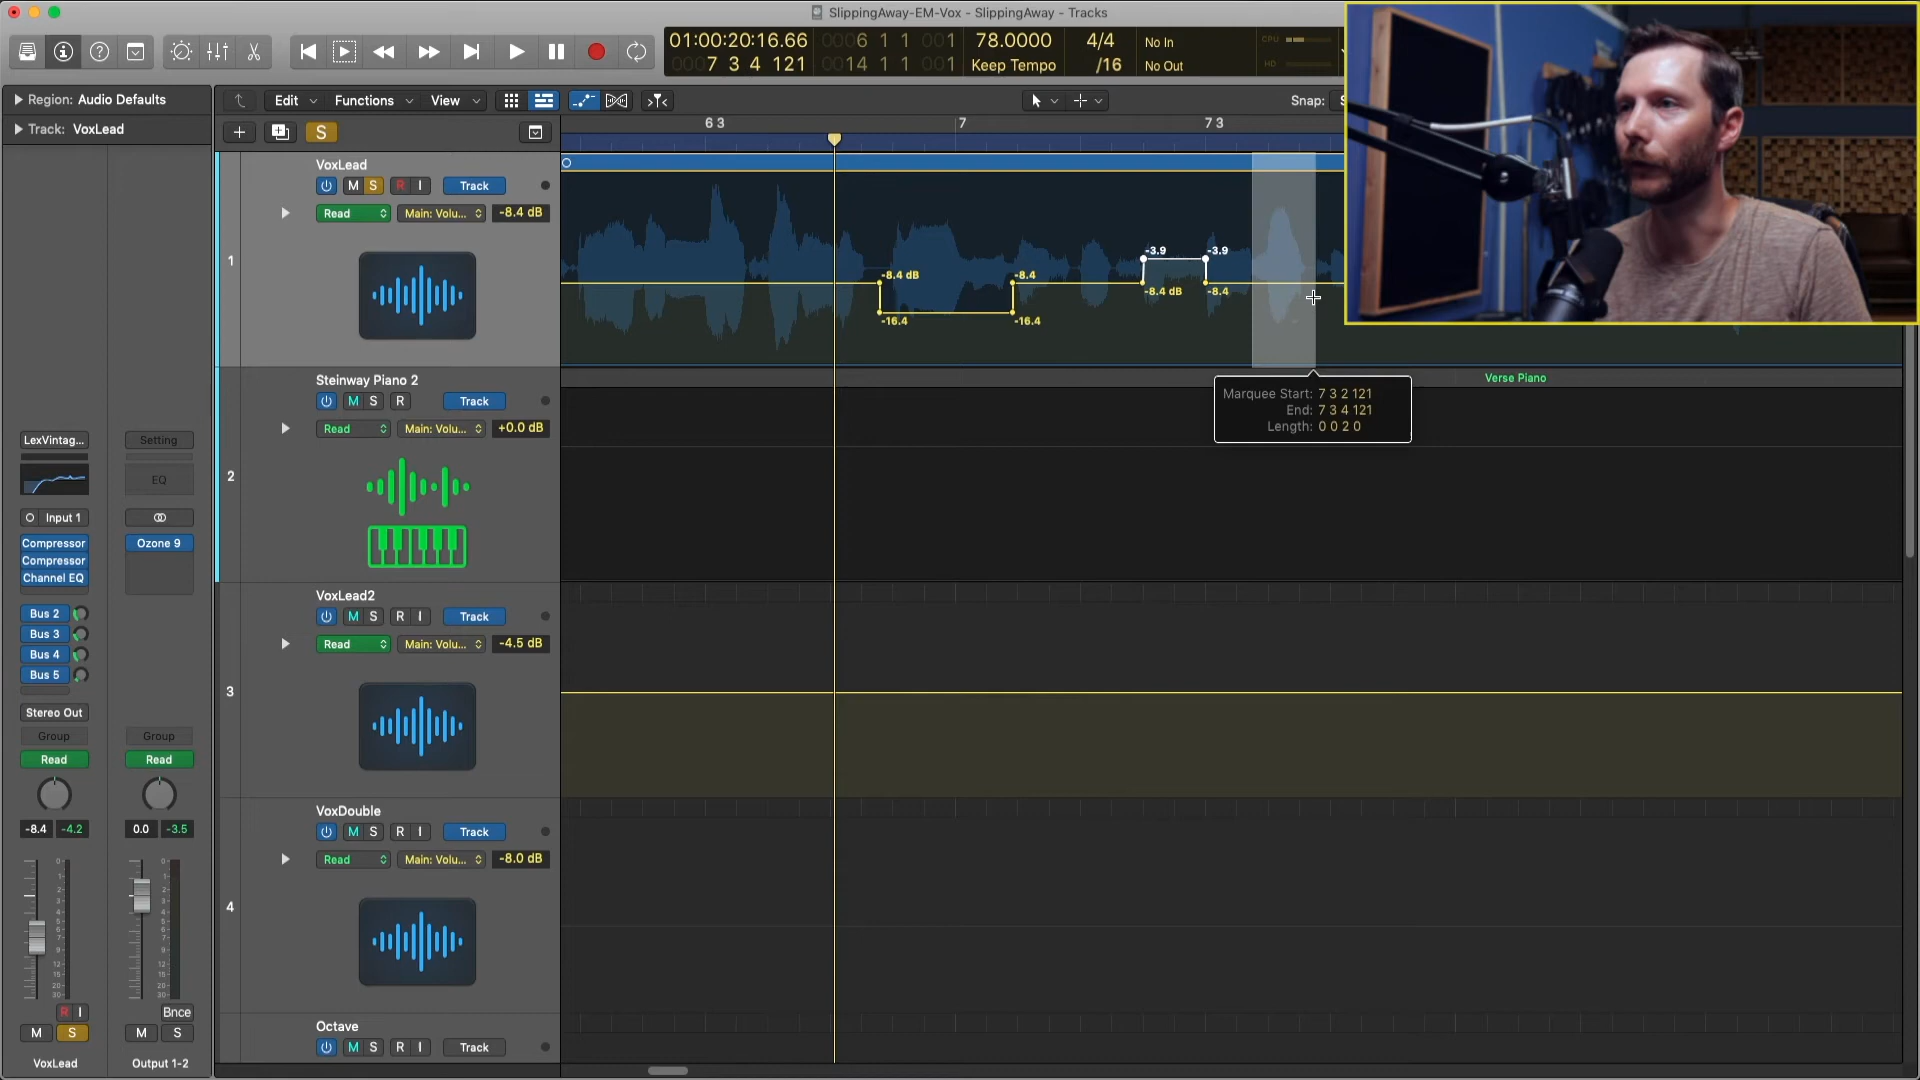 SlippingAway-EM-Vox - SlippingAway - Tracks
01:00:20:16.66
0007 3 4 121
0006 1 1 001
0014 1 1 001
78.0000
Keep Tempo
4/4
/16
No In
No Out
CPU
HD
Region: Audio Defaults
Track: VoxLead
Edit
Functions
View
Snap:
S
6 3
7
7 3
VoxLead
M S R I Track
Read Main: Volu... -8.4 dB
1
-8.4 dB
-16.4
-8.4
-16.4
-3.9
-3.9
-8.4 dB
-8.4
Marquee Start: 7 3 2 121
End: 7 3 4 121
Length: 0 0 2 0
Verse Piano
Steinway Piano 2
M S R Track
Read Main: Volu... +0.0 dB
2
VoxLead2
M S R I Track
Read Main: Volu... -4.5 dB
3
VoxDouble
M S R I Track
Read Main: Volu... -8.0 dB
4
Octave
M S R I Track
LexVintag...
Setting
EQ
Input 1
Compressor
Compressor
Channel EQ
Ozone 9
Bus 2
Bus 3
Bus 4
Bus 5
Stereo Out
Group
Group
Read
Read
-8.4 -4.2
0.0 -3.5
R I
Bnce
M S
M S
VoxLead
Output 1-2